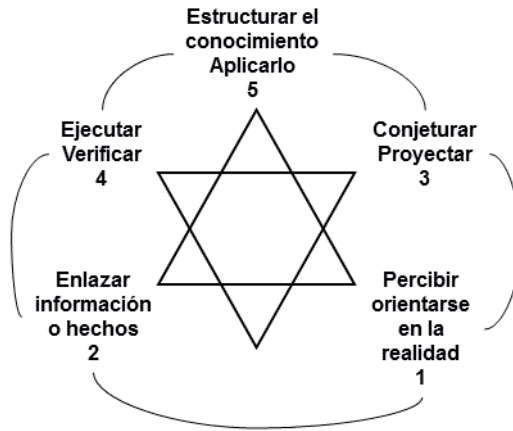 Estructurar el
conocimiento
Aplicarlo
5
Ejecutar
Verificar
4
Conjeturar
Proyectar
3
Enlazar
información
o hechos
2
Percibir
orientarse
en la
realidad
1